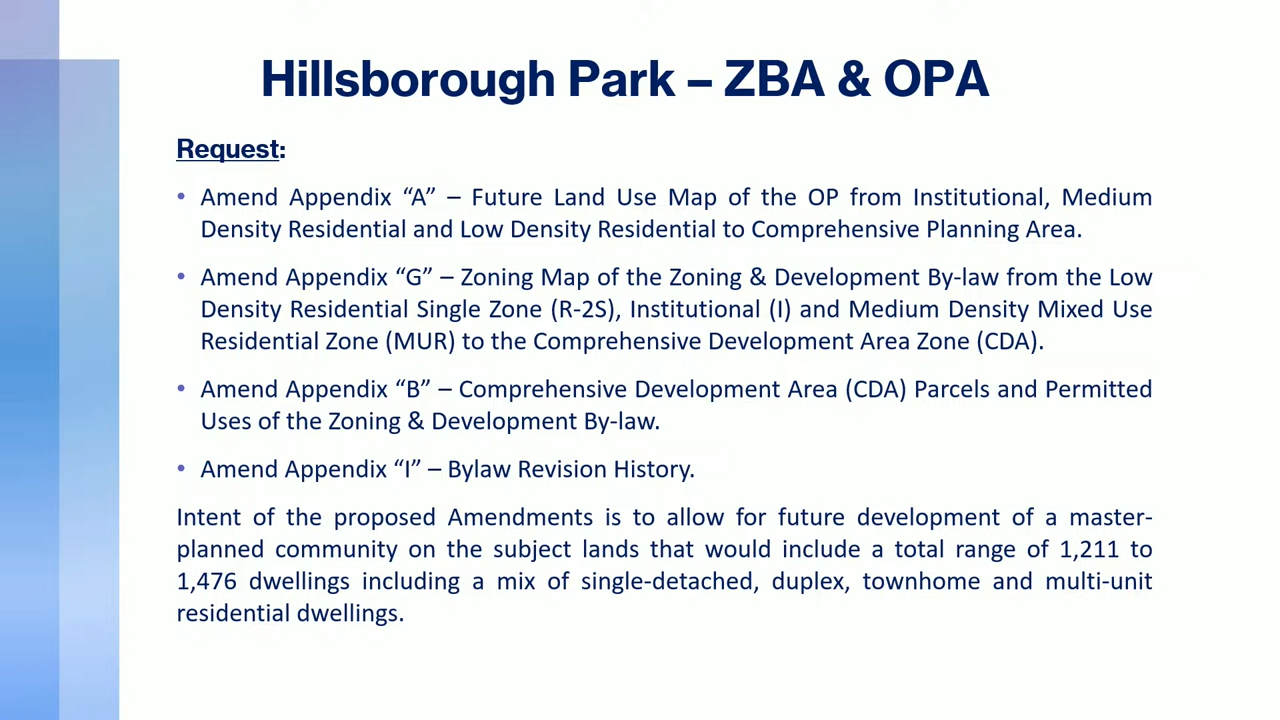 Hillsborough Park – ZBA & OPA
Request:
• Amend Appendix “A” – Future Land Use Map of the OP from Institutional, Medium
Density Residential and Low Density Residential to Comprehensive Planning Area.
• Amend Appendix “G” – Zoning Map of the Zoning & Development By-law from the Low
Density Residential Single Zone (R-2S), Institutional (I) and Medium Density Mixed Use
Residential Zone (MUR) to the Comprehensive Development Area Zone (CDA).
• Amend Appendix “B” – Comprehensive Development Area (CDA) Parcels and Permitted
Uses of the Zoning & Development By-law.
• Amend Appendix “I” – Bylaw Revision History.
Intent of the proposed Amendments is to allow for future development of a master-
planned community on the subject lands that would include a total range of 1,211 to
1,476 dwellings including a mix of single-detached, duplex, townhome and multi-unit
residential dwellings.